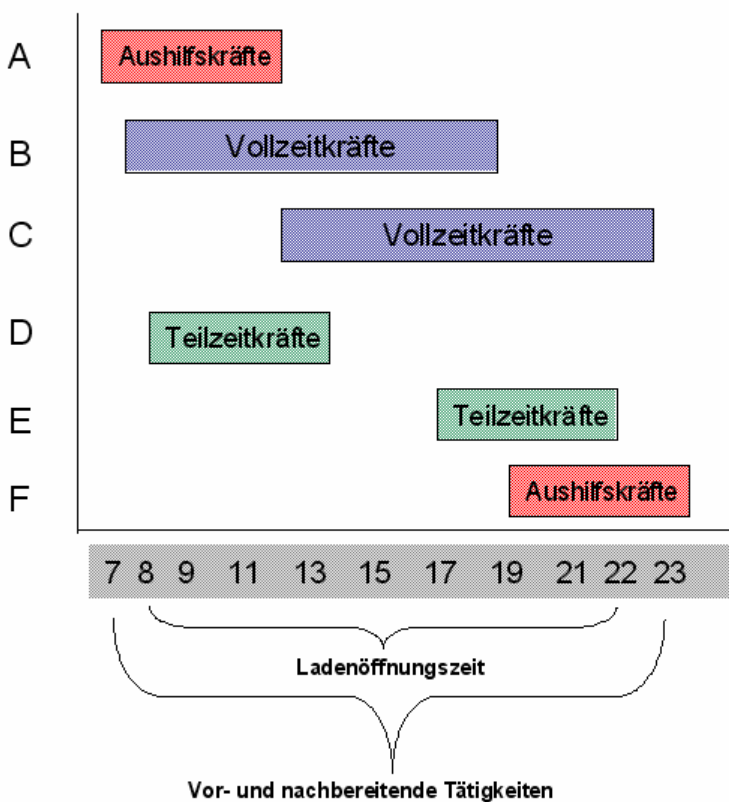 A Aushilfskräfte
B Vollzeitkräfte
C Vollzeitkräfte
D Teilzeitkräfte
E Teilzeitkräfte
F Aushilfskräfte
7 8 9 11 13 15 17 19 21 22 23
Ladenöffnungszeit
Vor- und nachbereitende Tätigkeiten